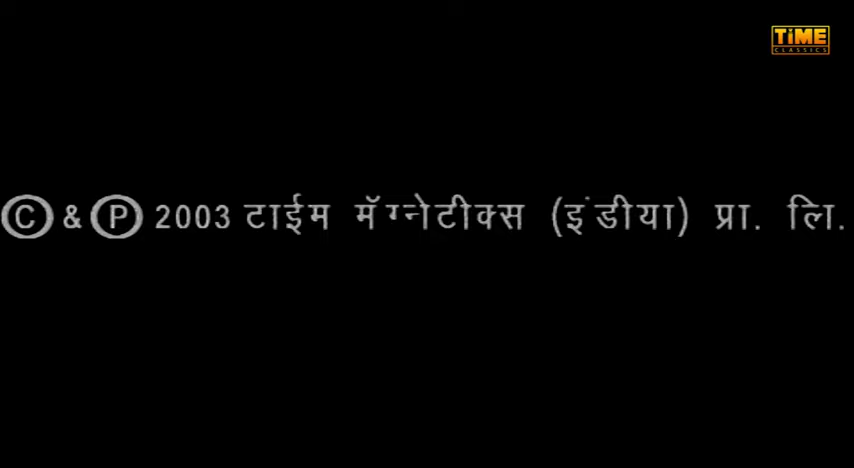 TiME
CLASSICS
Ⓒ & Ⓟ 2003 टाईम मॅग्नेटीक्स (इंडीया) प्रा. लि.